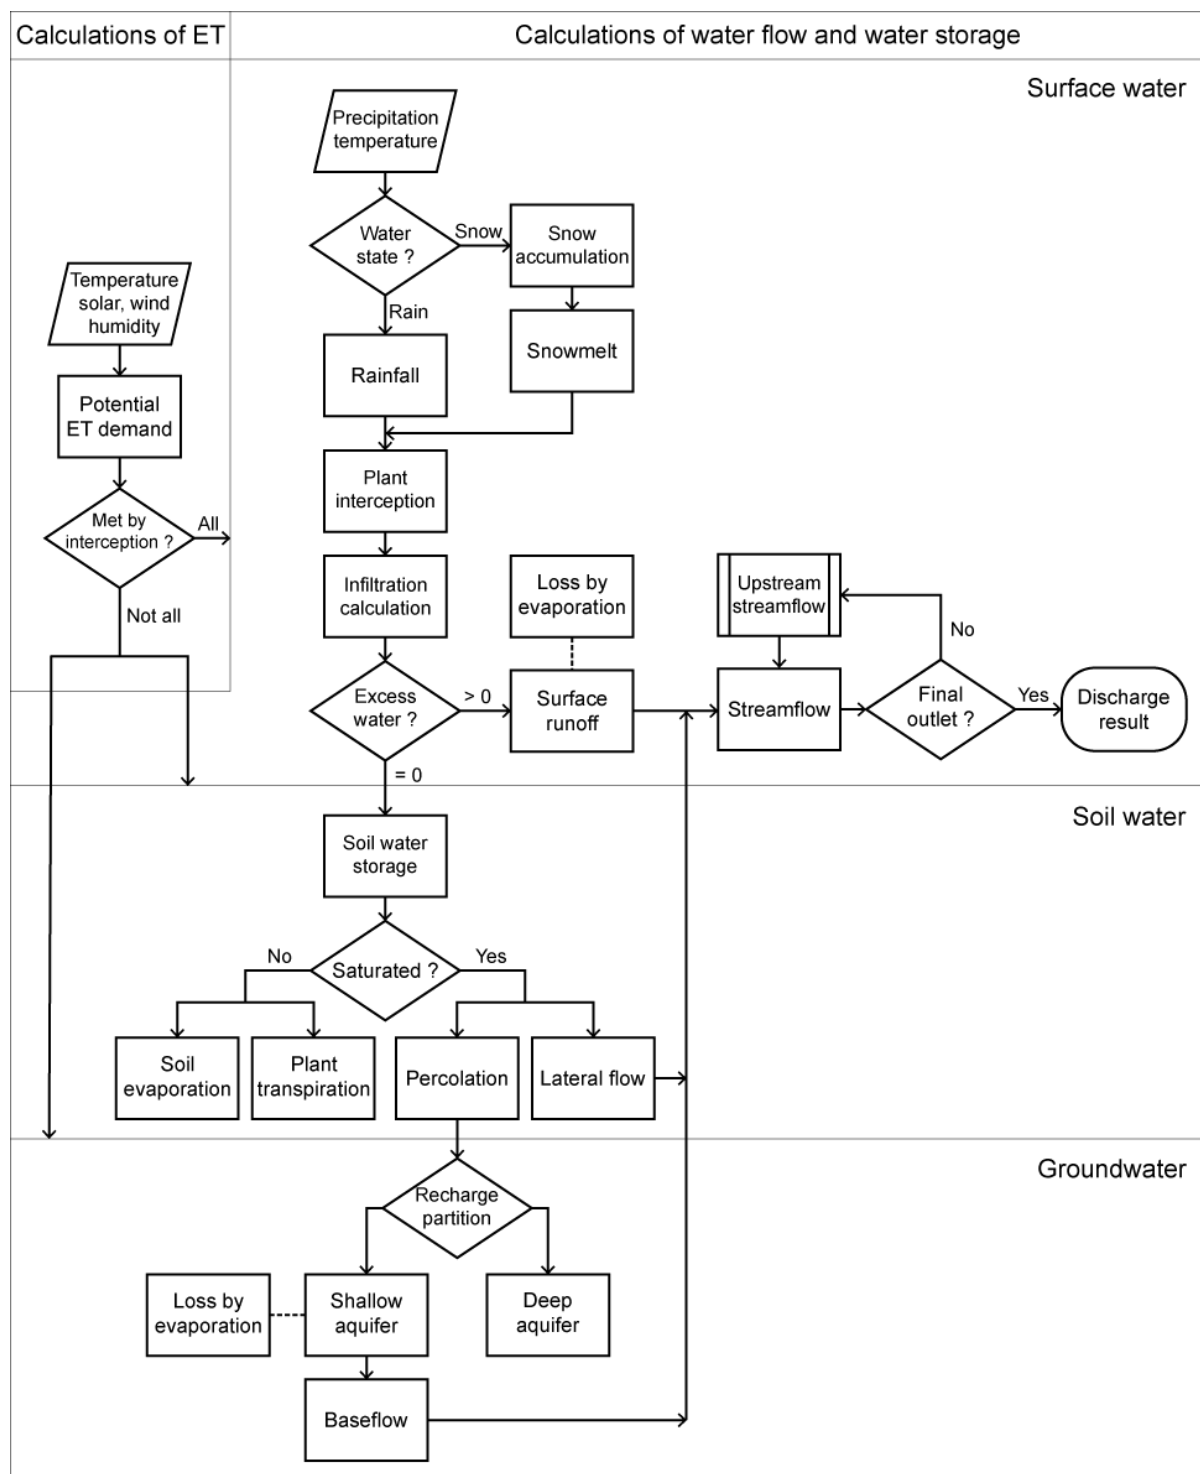 Calculations of ET
Calculations of water flow and water storage
Surface water
Precipitation
temperature
Water
state ?
Snow
Snow
accumulation
Rain
Temperature
solar, wind
humidity
Rainfall
Snowmelt
Potential
ET demand
Plant
interception
Met by
interception ?
All
Not all
Infiltration
calculation
Loss by
evaporation
Upstream
streamflow
No
Excess
water ?
> 0
Surface
runoff
Streamflow
Final
outlet ?
Yes
Discharge
result
= 0
Soil water
Soil water
storage
No
Saturated ?
Yes
Soil
evaporation
Plant
transpiration
Percolation
Lateral flow
Groundwater
Recharge
partition
Loss by
evaporation
Shallow
aquifer
Deep
aquifer
Baseflow